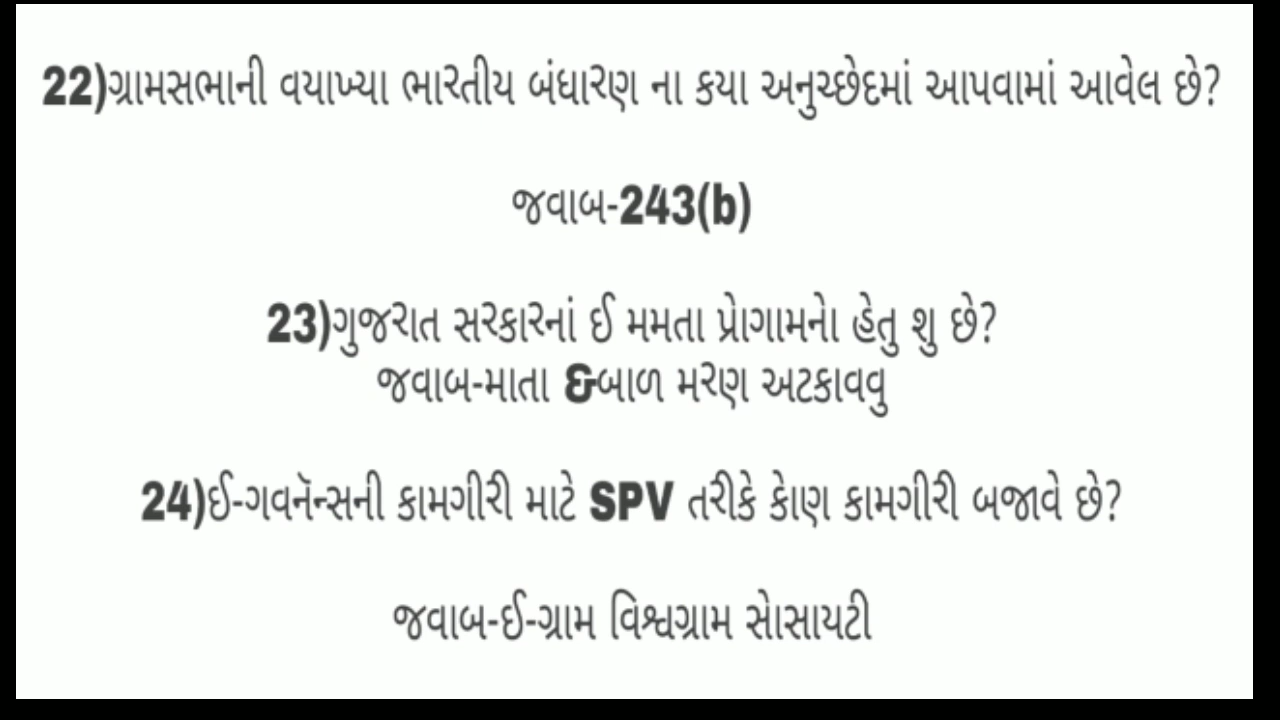 22)ગ્રામસભાની વયાખ્યા ભારતીય બંધારણ ના કયા અનુચ્છેદમાં આપવામાં આવેલ છે?
જવાબ-243(b)
23)ગુજરાત સરકારનાં ઈ મમતા પ્રોગામનો હેતુ શુ છે?
જવાબ-માતા &બાળ મરણ અટકાવવુ
24)ઈ-ગવનૅન્સની કામગીરી માટે SPV તરીકે કોણ કામગીરી બજાવે છે?
જવાબ-ઈ-ગ્રામ વિશ્વગ્રામ સોસાયટી